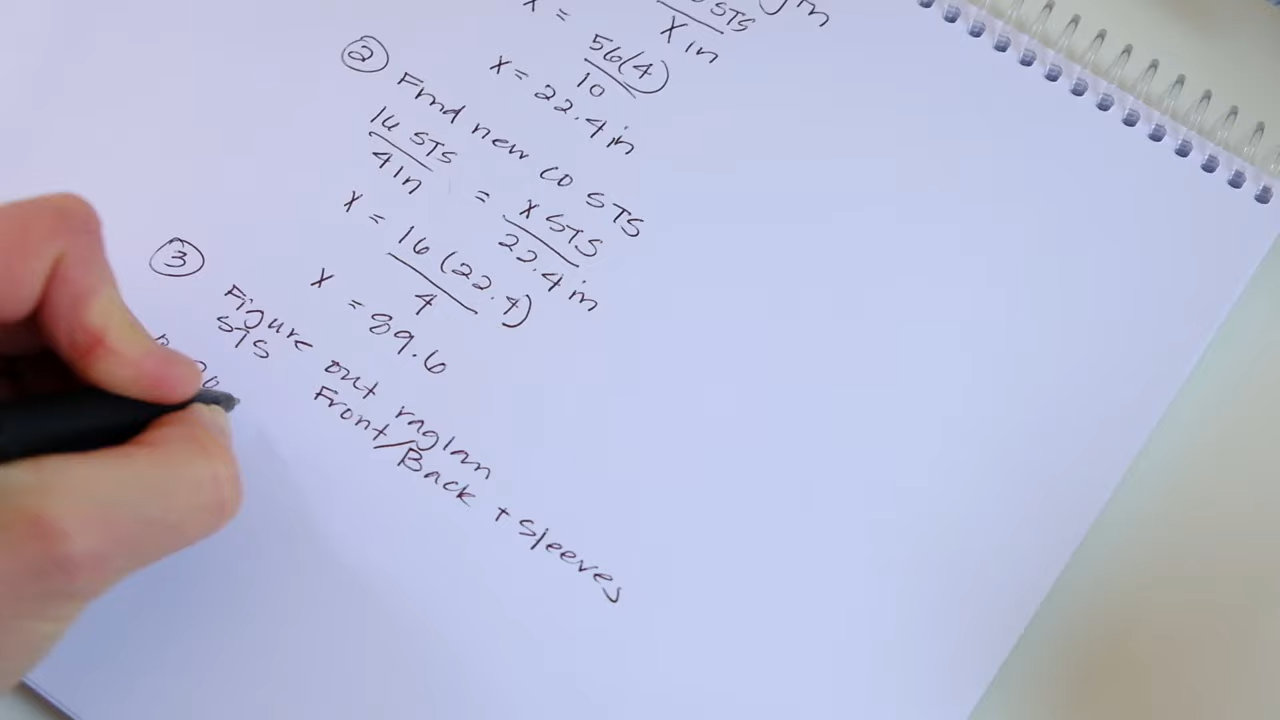 x =
STS
X in
x = 56(4)
10
x = 22.4 in
② Find new CO STS
16 STS = X STS
4 in 22.4 in
x = 16 (22.4)
4
x = 89.6
③ Figure out raglan
STS Front/Back + Sleeves